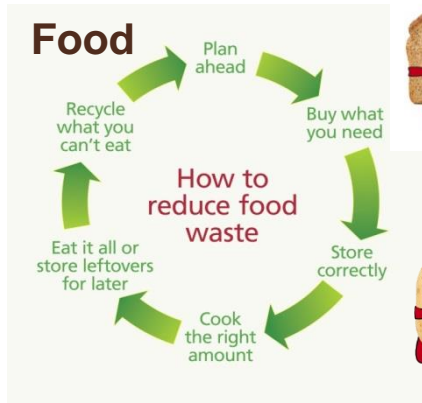 Food
Plan
ahead
Buy what
you need
Store
correctly
Cook
the right
amount
Eat it all or
store leftovers
for later
Recycle
what you
can't eat
How to
reduce food
waste